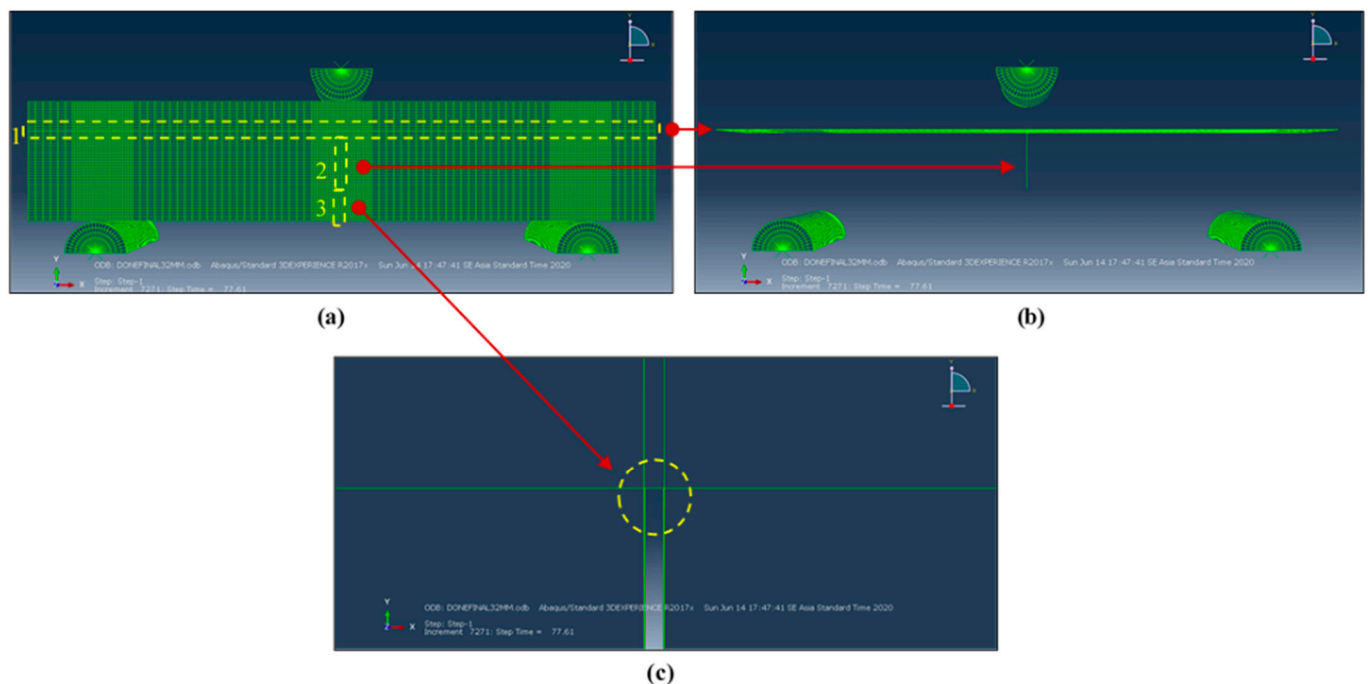 1
2
3
Y
X
ODB: DONEFINAL32MM.odb Abaqus/Standard 3DEXPERIENCE R2017x Sun Jun 14 17:47:41 SE Asia Standard Time 2020
Step: Step-1
Increment 7271: Step Time = 77.61
(a)
Y
X
ODB: DONEFINAL32MM.odb Abaqus/Standard 3DEXPERIENCE R2017x Sun Jun 14 17:47:41 SE Asia Standard Time 2020
Step: Step-1
Increment 7271: Step Time = 77.61
(b)
Y
Z
X
ODB: DONEFINAL32MM.odb Abaqus/Standard 3DEXPERIENCE R2017x Sun Jun 14 17:47:41 SE Asia Standard Time 2020
Step: Step-1
Increment 7271: Step Time = 77.61
(c)